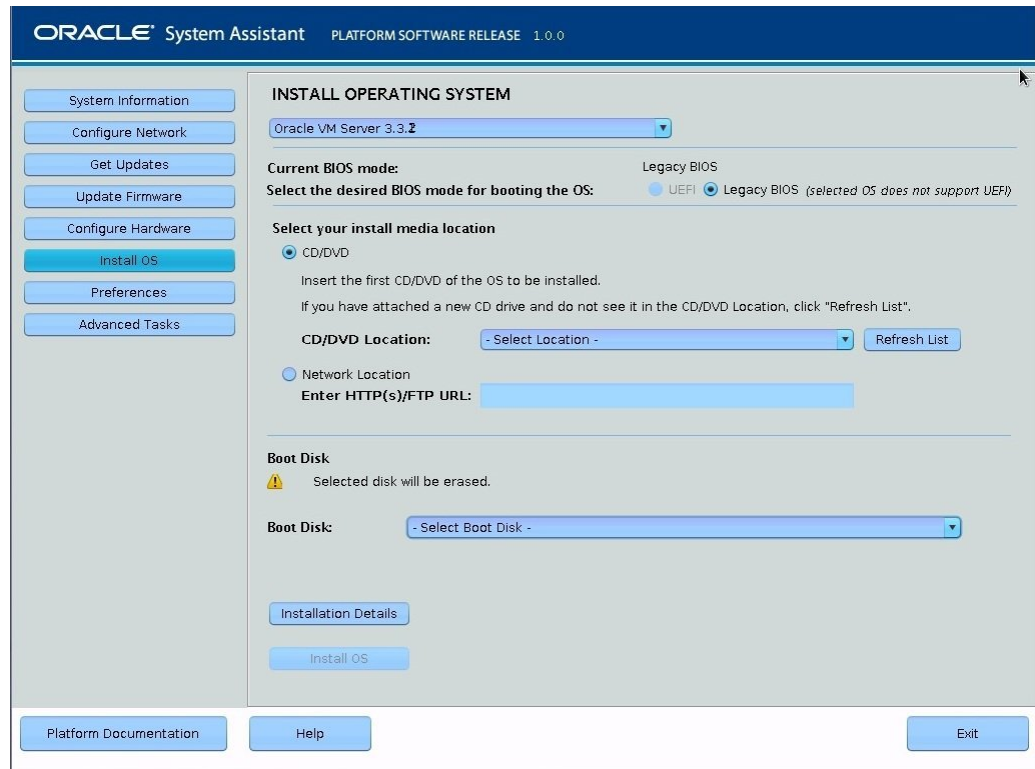 ORACLE® System Assistant PLATFORM SOFTWARE RELEASE 1.0.0
System Information
Configure Network
Get Updates
Update Firmware
Configure Hardware
Install OS
Preferences
Advanced Tasks
INSTALL OPERATING SYSTEM
Oracle VM Server 3.3.2
Current BIOS mode: Legacy BIOS
Select the desired BIOS mode for booting the OS: UEFI Legacy BIOS (selected OS does not support UEFI)
Select your install media location
CD/DVD
Insert the first CD/DVD of the OS to be installed.
If you have attached a new CD drive and do not see it in the CD/DVD Location, click "Refresh List".
CD/DVD Location: - Select Location - Refresh List
Network Location
Enter HTTP(s)/FTP URL:
Boot Disk
Selected disk will be erased.
Boot Disk: - Select Boot Disk -
Installation Details
Install OS
Platform Documentation Help Exit